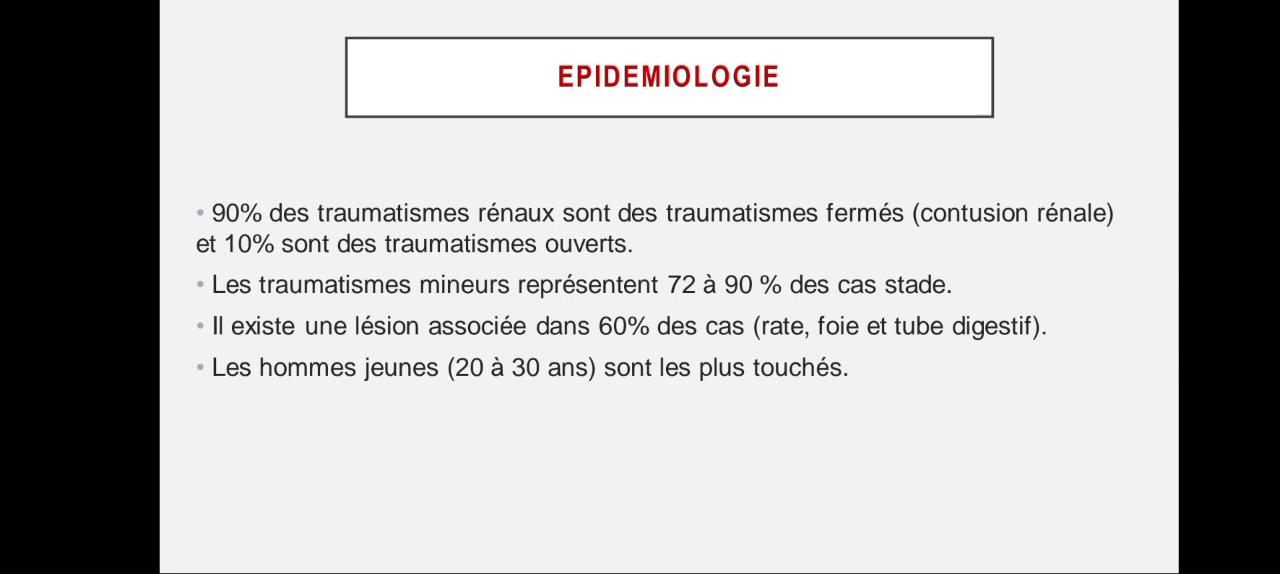 EPIDEMIOLOGIE
• 90% des traumatismes rénaux sont des traumatismes fermés (contusion rénale)
et 10% sont des traumatismes ouverts.
• Les traumatismes mineurs représentent 72 à 90 % des cas stade.
• Il existe une lésion associée dans 60% des cas (rate, foie et tube digestif).
• Les hommes jeunes (20 à 30 ans) sont les plus touchés.